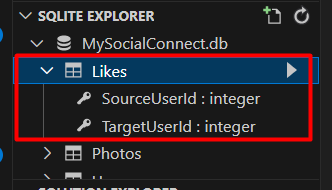 SQLITE EXPLORER
MySocialConnect.db
Likes
SourceUserId : integer
TargetUserId : integer
Photos